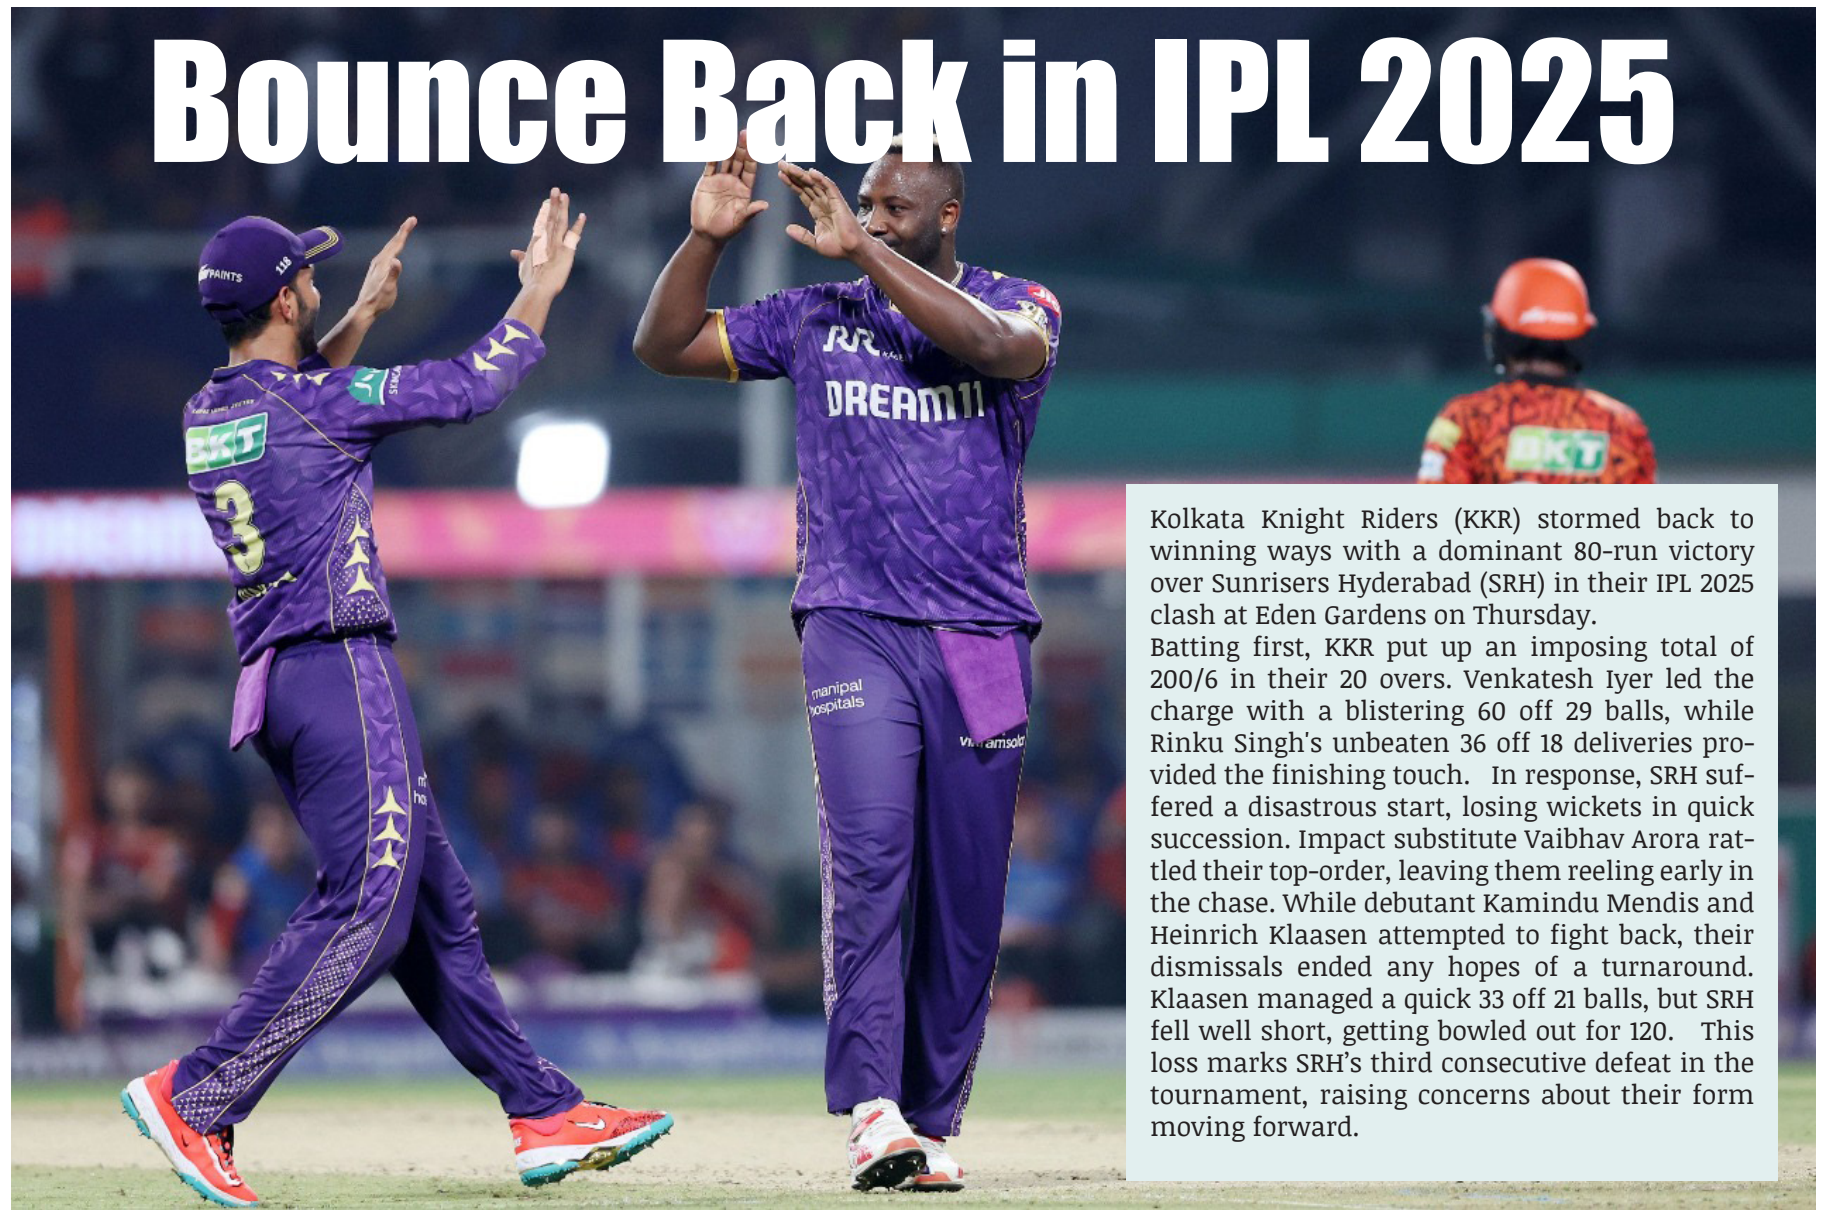 Bounce Back in IPL 2025
PAINTS
118
BKT
3
DREAM11
BKT
manipal
hospitals
vikramsolar
Kolkata Knight Riders (KKR) stormed back to
winning ways with a dominant 80-run victory
over Sunrisers Hyderabad (SRH) in their IPL 2025
clash at Eden Gardens on Thursday.
Batting first, KKR put up an imposing total of
200/6 in their 20 overs. Venkatesh Iyer led the
charge with a blistering 60 off 29 balls, while
Rinku Singh's unbeaten 36 off 18 deliveries pro-
vided the finishing touch. In response, SRH suf-
fered a disastrous start, losing wickets in quick
succession. Impact substitute Vaibhav Arora rat-
tled their top-order, leaving them reeling early in
the chase. While debutant Kamindu Mendis and
Heinrich Klaasen attempted to fight back, their
dismissals ended any hopes of a turnaround.
Klaasen managed a quick 33 off 21 balls, but SRH
fell well short, getting bowled out for 120. This
loss marks SRH’s third consecutive defeat in the
tournament, raising concerns about their form
moving forward.